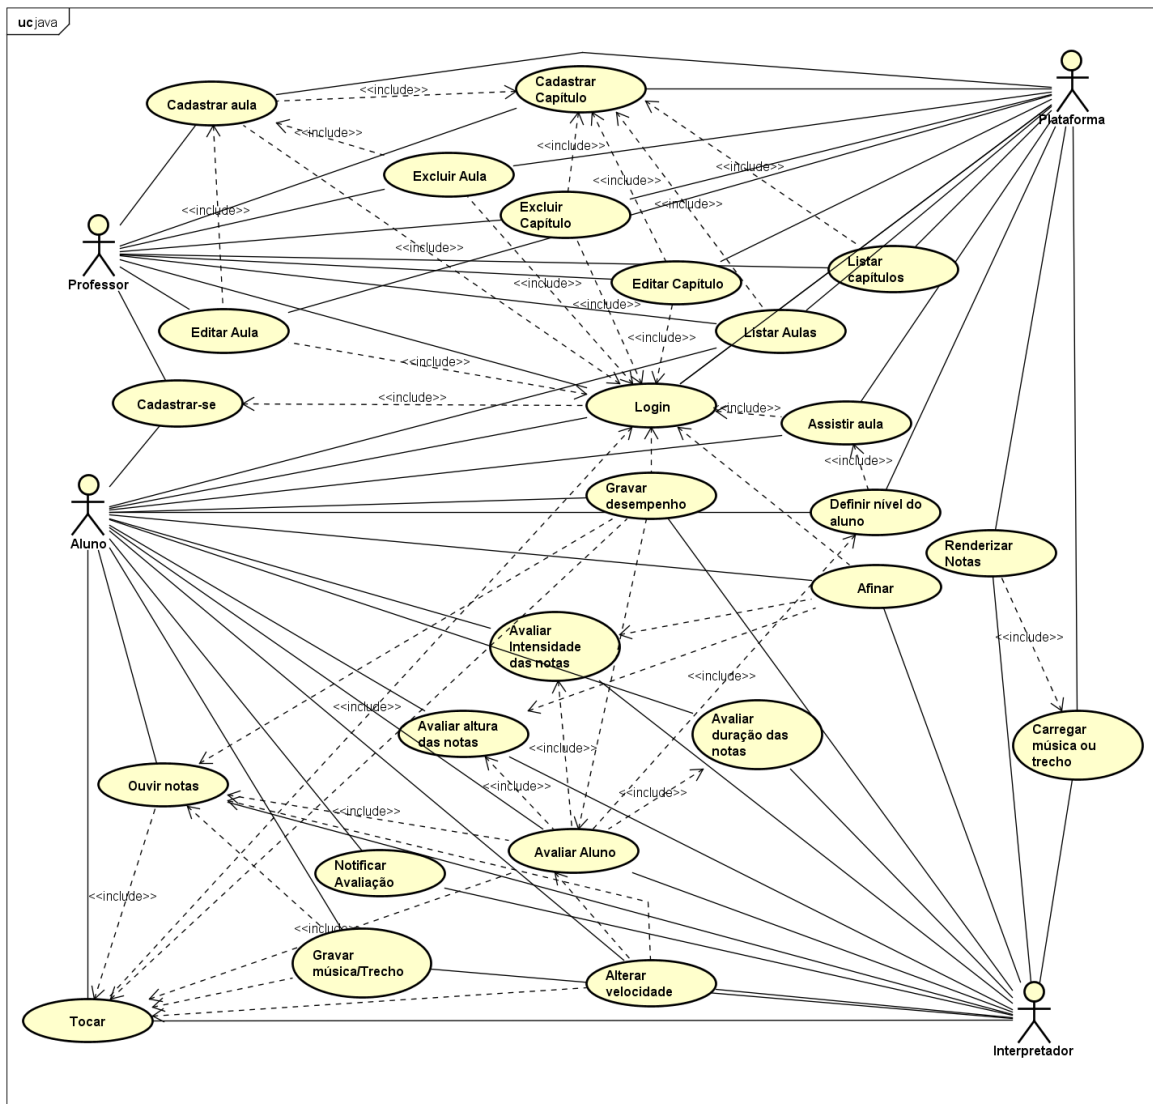 uc java
Plataforma
Cadastrar
Capítulo
Cadastrar aula
<<include>>
<<include>>
<<include>>
Excluir Aula
<<include>>
<<include>>
<<include>>
<<include>>
Excluir
Capítulo
Professor
<<include>>
Listar
capítulos
Editar Capítulo
<<include>>
<<include>>
Editar Aula
Listar Aulas
<<include>>
<<include>>
Cadastrar-se
<<include>>
Login
<<include>>
Assistir aula
<<include>>
Gravar
desempenho
Definir nível do
aluno
Aluno
Renderizar
Notas
Afinar
Avaliar
Intensidade
das notas
<<include>>
<<include>>
<<include>>
Avaliar altura
das notas
Avaliar
duração das
notas
Carregar
música ou
trecho
<<include>>
Ouvir notas
<<include>>
<<include>>
<<include>>
Avaliar Aluno
Notificar
Avaliação
<<include>>
<<include>>
<<include>>
Gravar
música/Trecho
Alterar
velocidade
Tocar
Interpretador